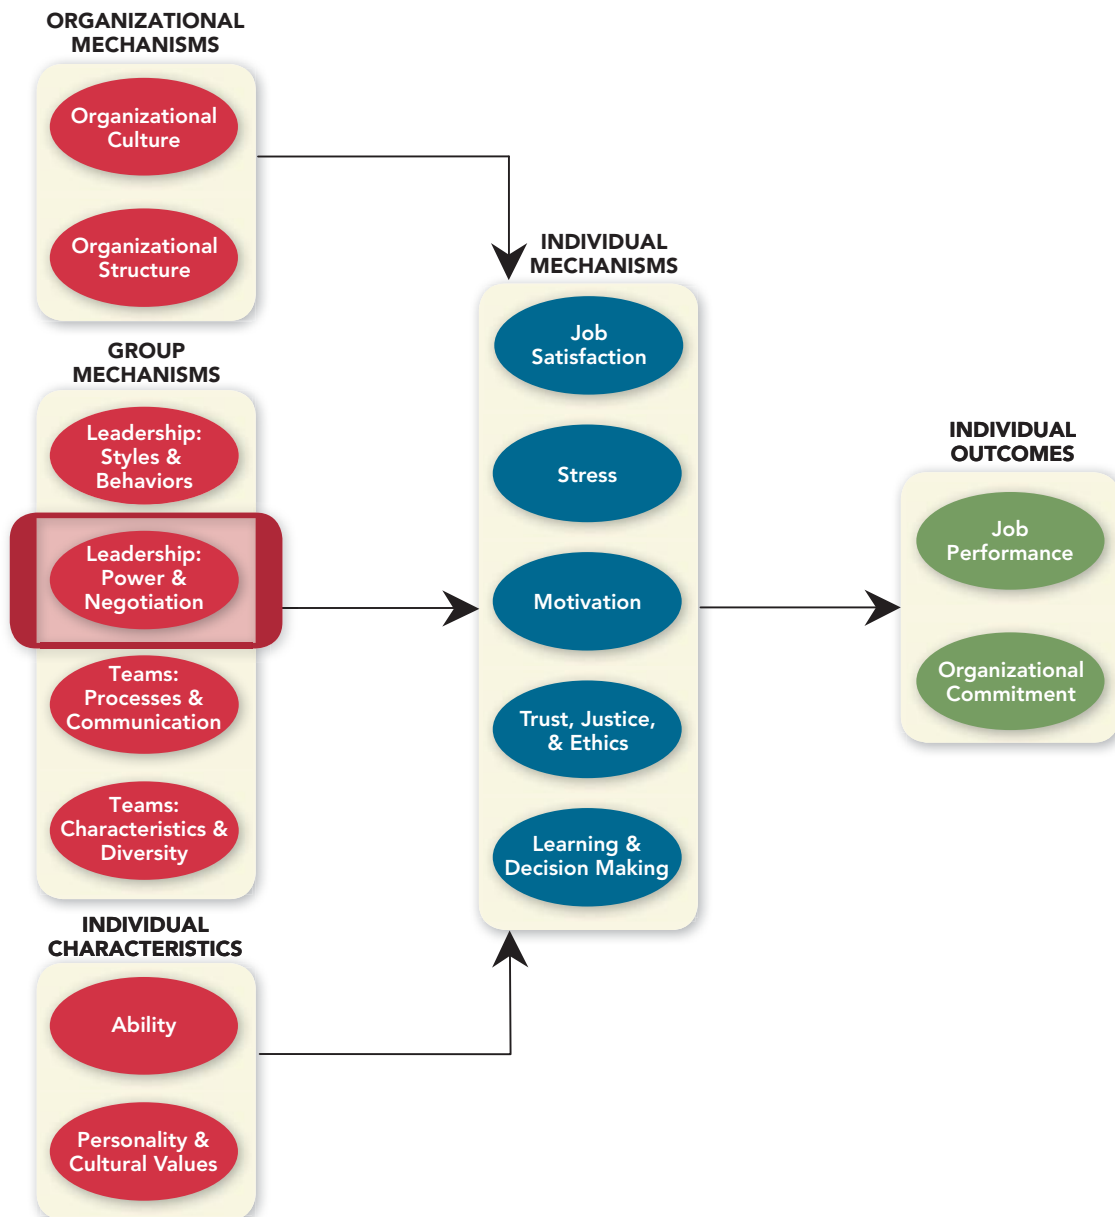 ORGANIZATIONAL
MECHANISMS
Organizational
Culture
Organizational
Structure
GROUP
MECHANISMS
Leadership:
Styles &
Behaviors
Leadership:
Power &
Negotiation
Teams:
Processes &
Communication
Teams:
Characteristics &
Diversity
INDIVIDUAL
CHARACTERISTICS
Ability
Personality &
Cultural Values
INDIVIDUAL
MECHANISMS
Job
Satisfaction
Stress
Motivation
Trust, Justice,
& Ethics
Learning &
Decision Making
INDIVIDUAL
OUTCOMES
Job
Performance
Organizational
Commitment